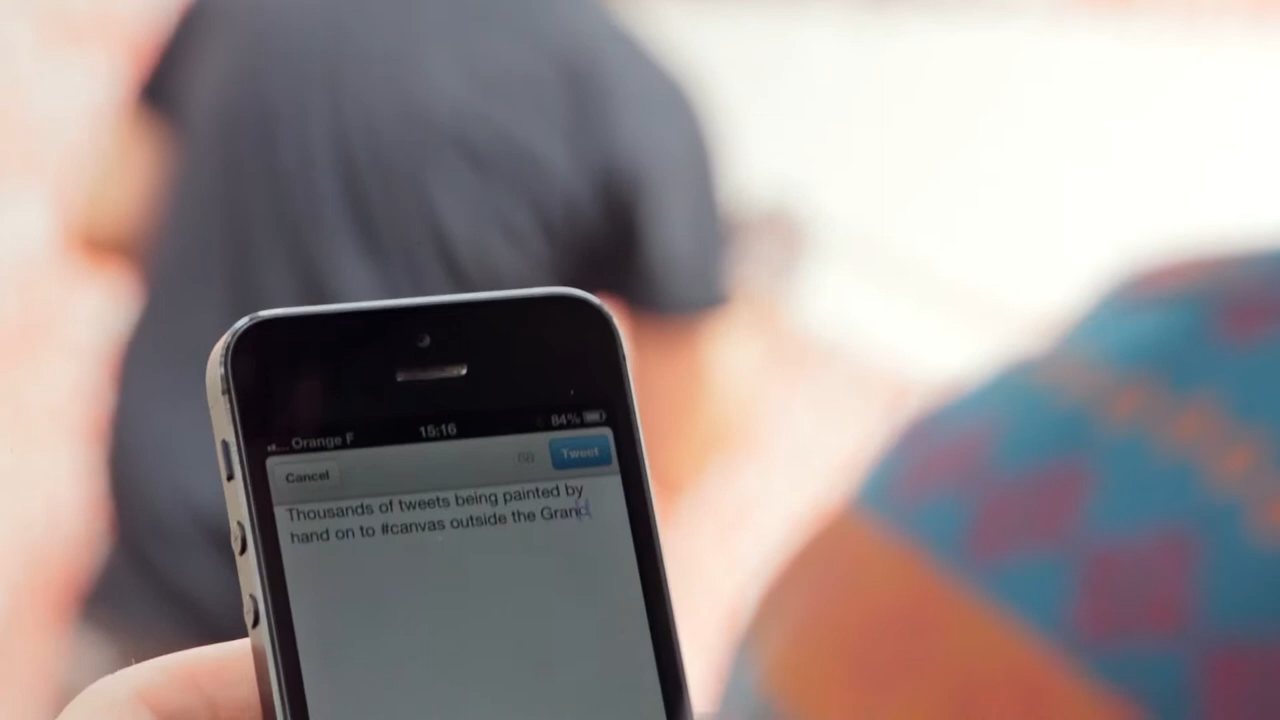 Orange F 15:16 84%
Cancel Tweet
Thousands of tweets being painted by
hand on to #canvas outside the Grand